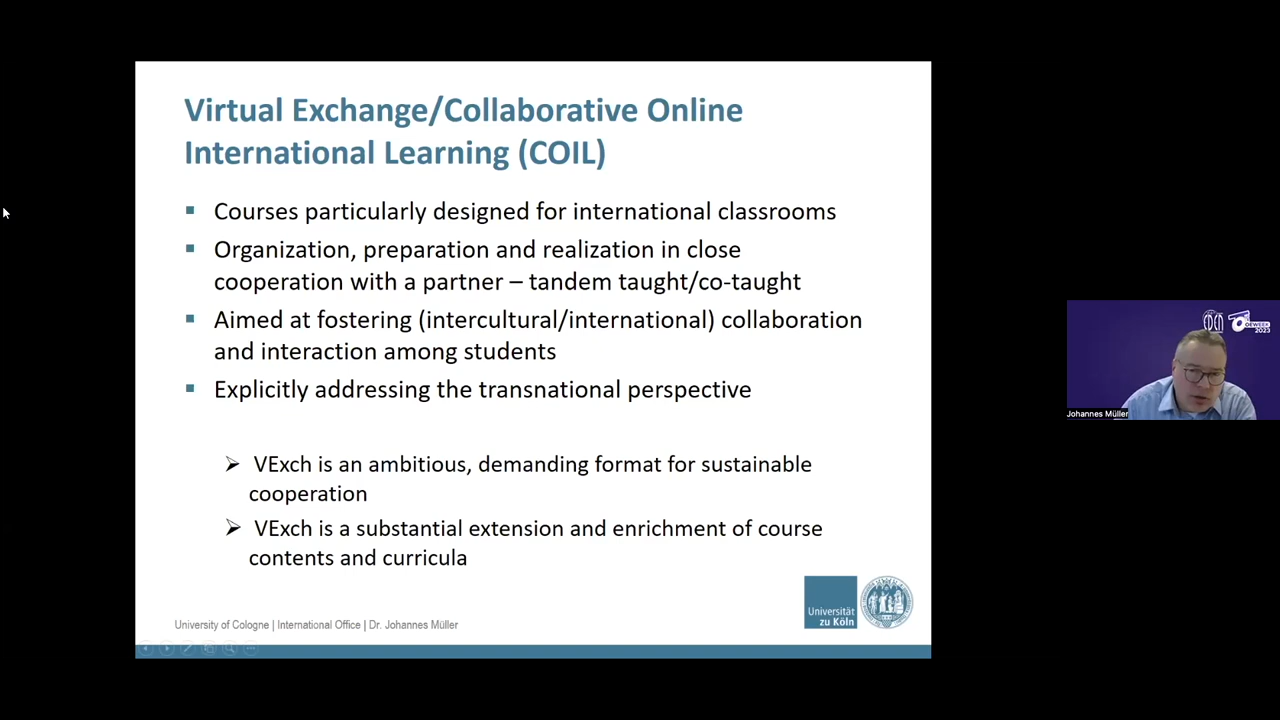 Virtual Exchange/Collaborative Online
International Learning (COIL)
Courses particularly designed for international classrooms
Organization, preparation and realization in close
cooperation with a partner – tandem taught/co-taught
Aimed at fostering (intercultural/international) collaboration
and interaction among students
Explicitly addressing the transnational perspective
VExch is an ambitious, demanding format for sustainable
cooperation
VExch is a substantial extension and enrichment of course
contents and curricula
Universität
zu Köln
University of Cologne | International Office | Dr. Johannes Müller
EDEN
OEWEEK
2023
Johannes Müller